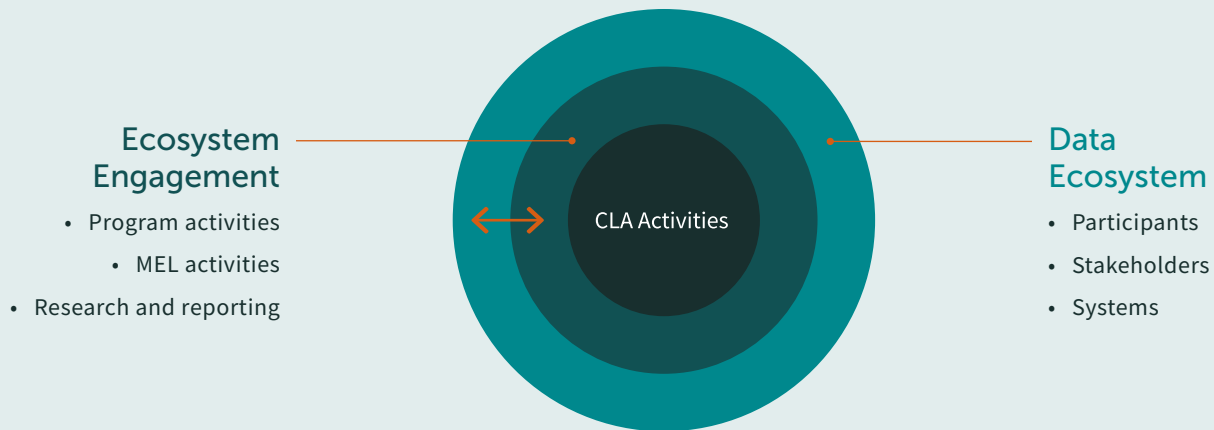 Ecosystem
Engagement
• Program activities
• MEL activities
• Research and reporting
CLA Activities
Data
Ecosystem
• Participants
• Stakeholders
• Systems